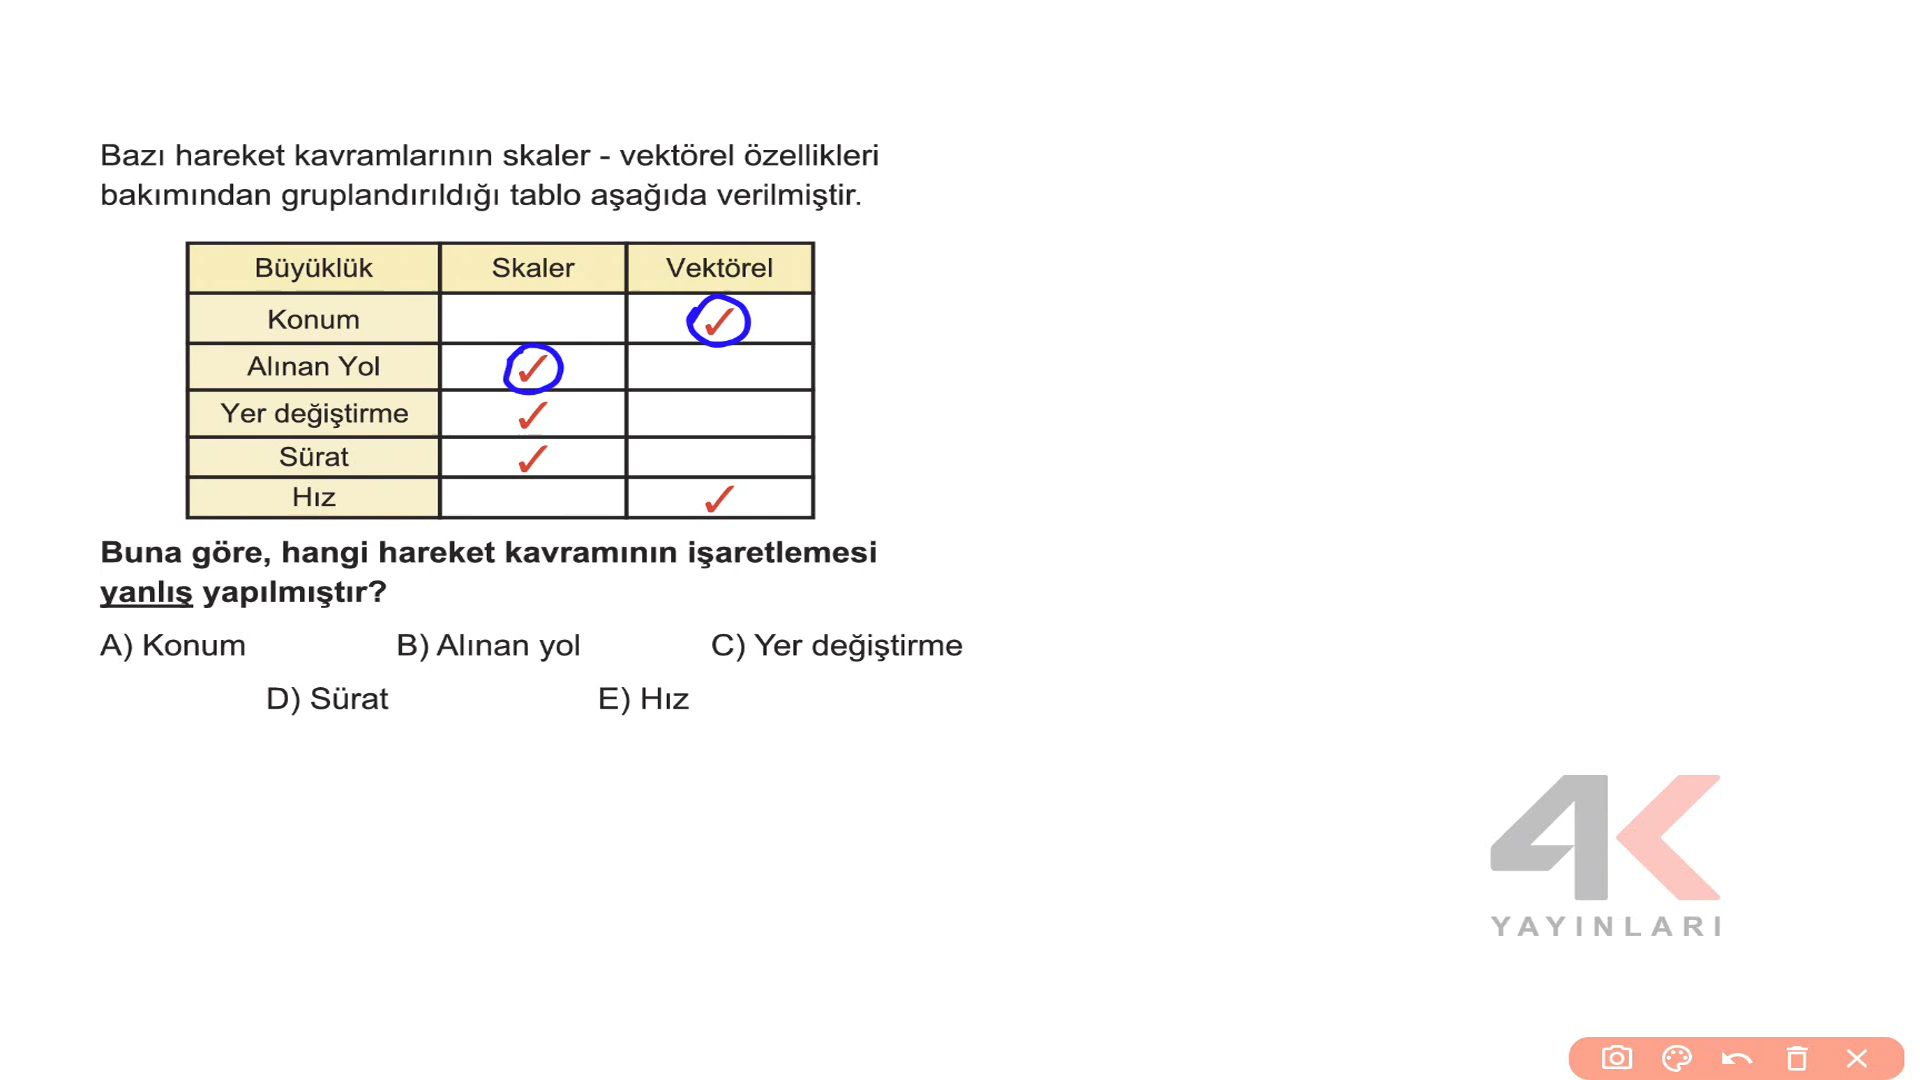 Bazı hareket kavramlarının skaler - vektörel özellikleri
bakımından gruplandırıldığı tablo aşağıda verilmiştir.
Büyüklük Skaler Vektörel
Konum ✓
Alınan Yol ✓
Yer değiştirme ✓
Sürat ✓
Hız ✓
Buna göre, hangi hareket kavramının işaretlemesi
yanlış yapılmıştır?
A) Konum B) Alınan yol C) Yer değiştirme
D) Sürat E) Hız
4K
YAYINLARI